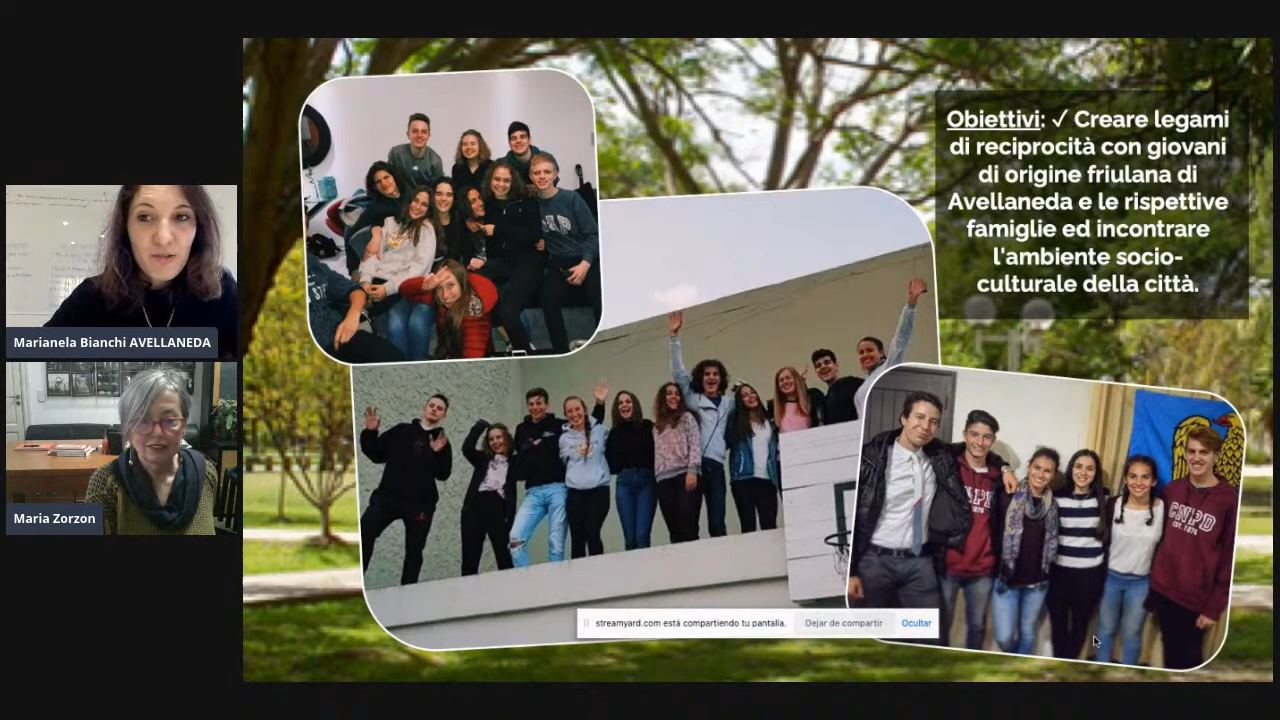 Obiettivi: ✓ Creare legami
di reciprocità con giovani
di origine friulana di
Avellaneda e le rispettive
famiglie ed incontrare
l'ambiente socio-
culturale della città.
Marianela Bianchi AVELLANEDA
Maria Zorzon
CNPD
streamyard.com está compartiendo tu pantalla. Dejar de compartir Ocultar